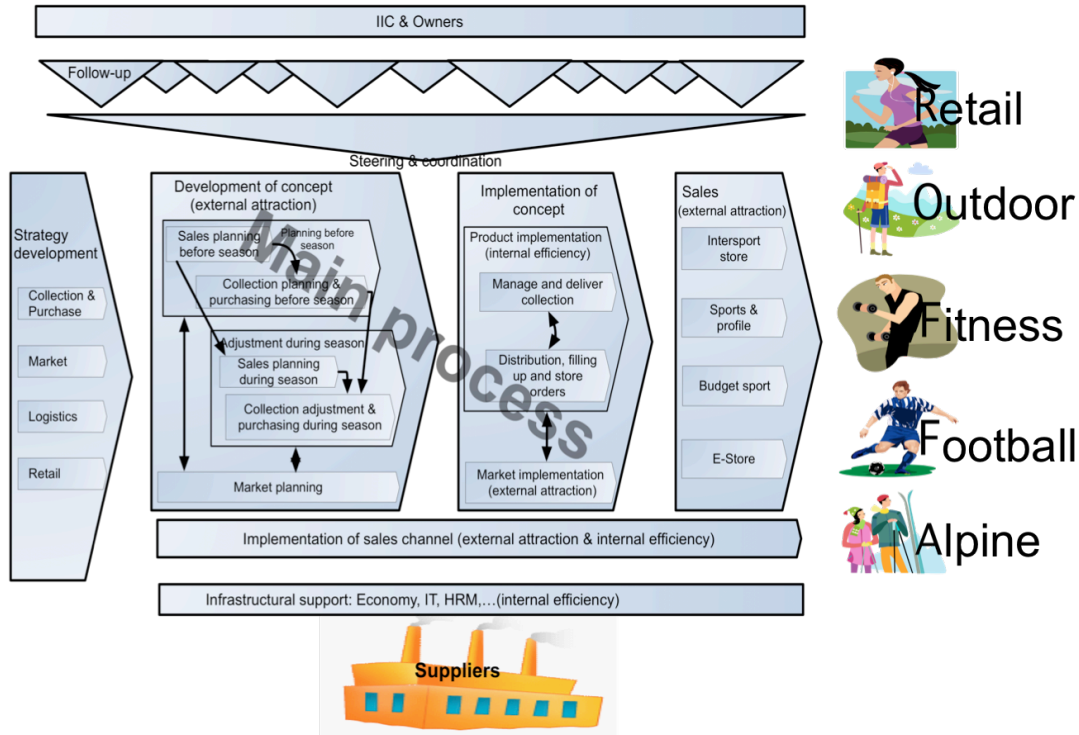 IIC & Owners
Follow-up
Steering & coordination
Strategy
development
Collection &
Purchase
Market
Logistics
Retail
Development of concept
(external attraction)
Sales planning
before season
Planning before
season
Collection planning &
purchasing before season
Adjustment during season
Sales planning
during season
Collection adjustment &
purchasing during season
Market planning
Main process
Implementation of
concept
Product implementation
(internal efficiency)
Manage and deliver
collection
Distribution, filling
up and store
orders
Market implementation
(external attraction)
Sales
(external attraction)
Intersport
store
Sports &
profile
Budget sport
E-Store
Implementation of sales channel (external attraction & internal efficiency)
Infrastructural support: Economy, IT, HRM,...(internal efficiency)
Suppliers
Retail
Outdoor
Fitness
Football
Alpine